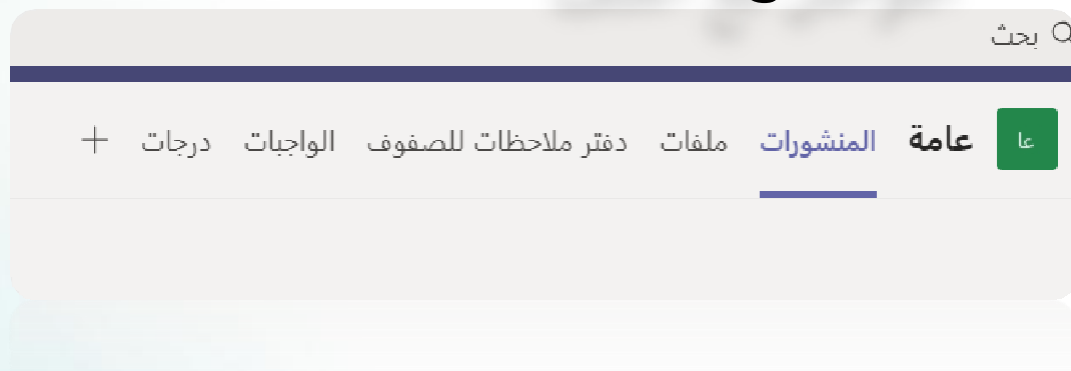 بحث
عا عامة المنشورات ملفات دفتر ملاحظات للصفوف الواجبات درجات +